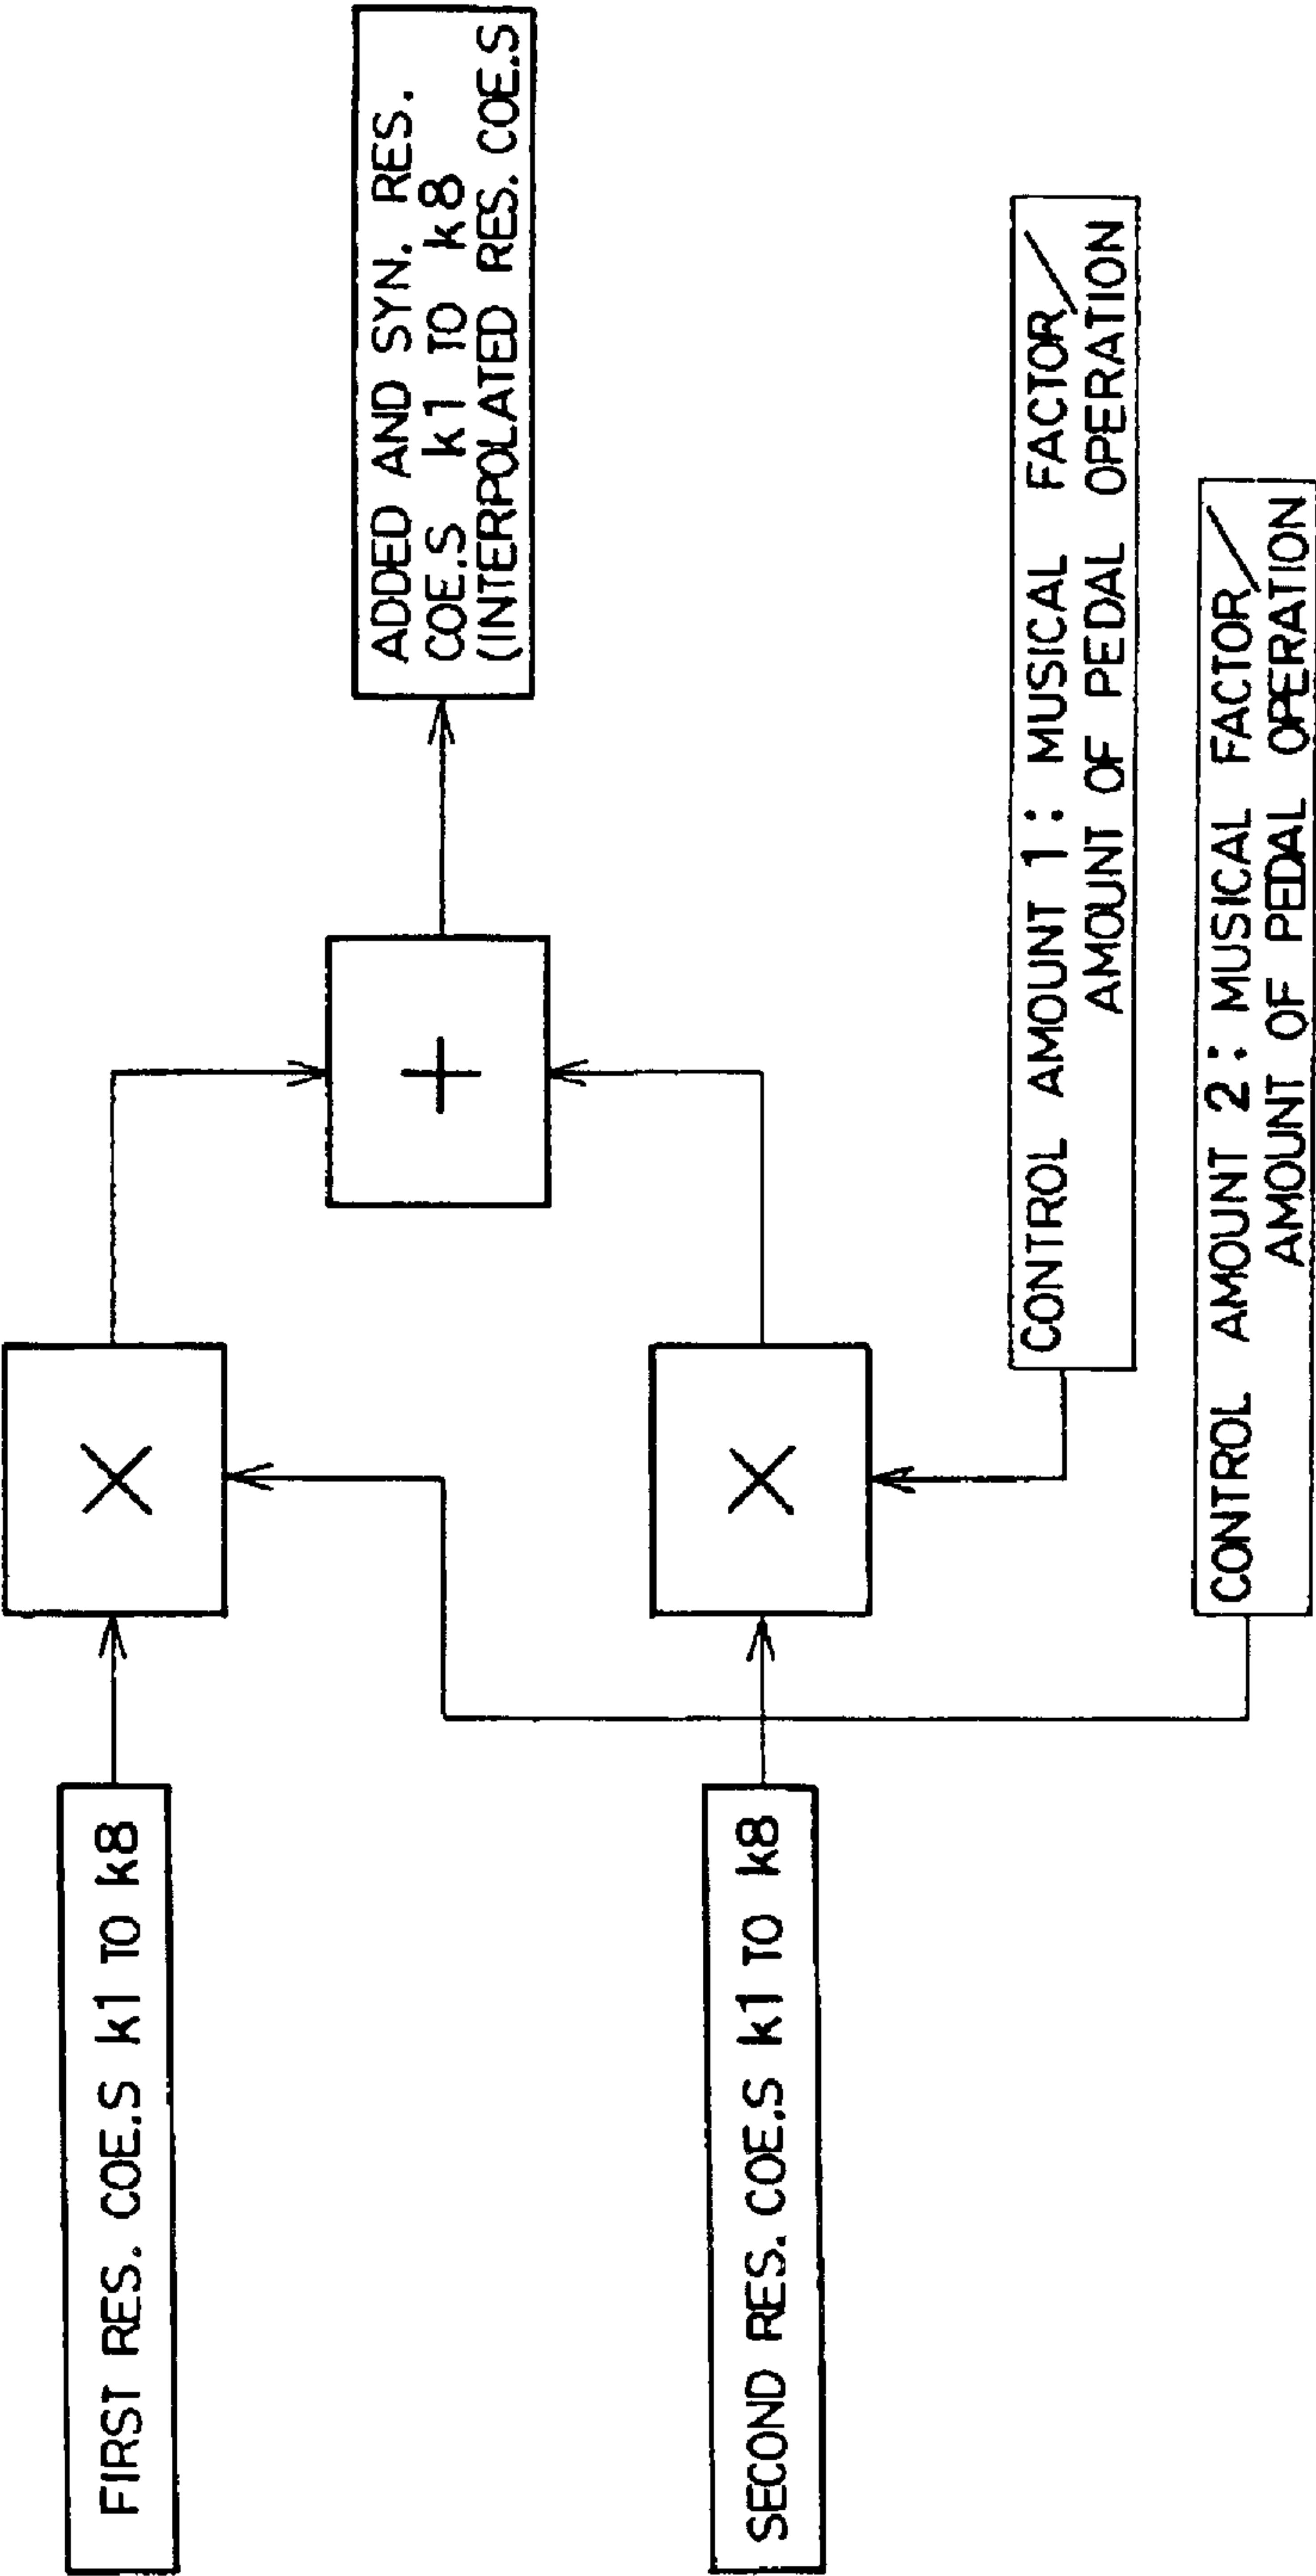 FIRST RES. COE.S k1 TO k8
×
+
ADDED AND SYN. RES.
COE.S k1 TO k8
(INTERPOLATED RES. COE.S
SECOND RES. COE.S k1 TO k8
×
CONTROL AMOUNT 1 : MUSICAL FACTOR /
AMOUNT OF PEDAL OPERATION
CONTROL AMOUNT 2 : MUSICAL FACTOR /
AMOUNT OF PEDAL OPERATION